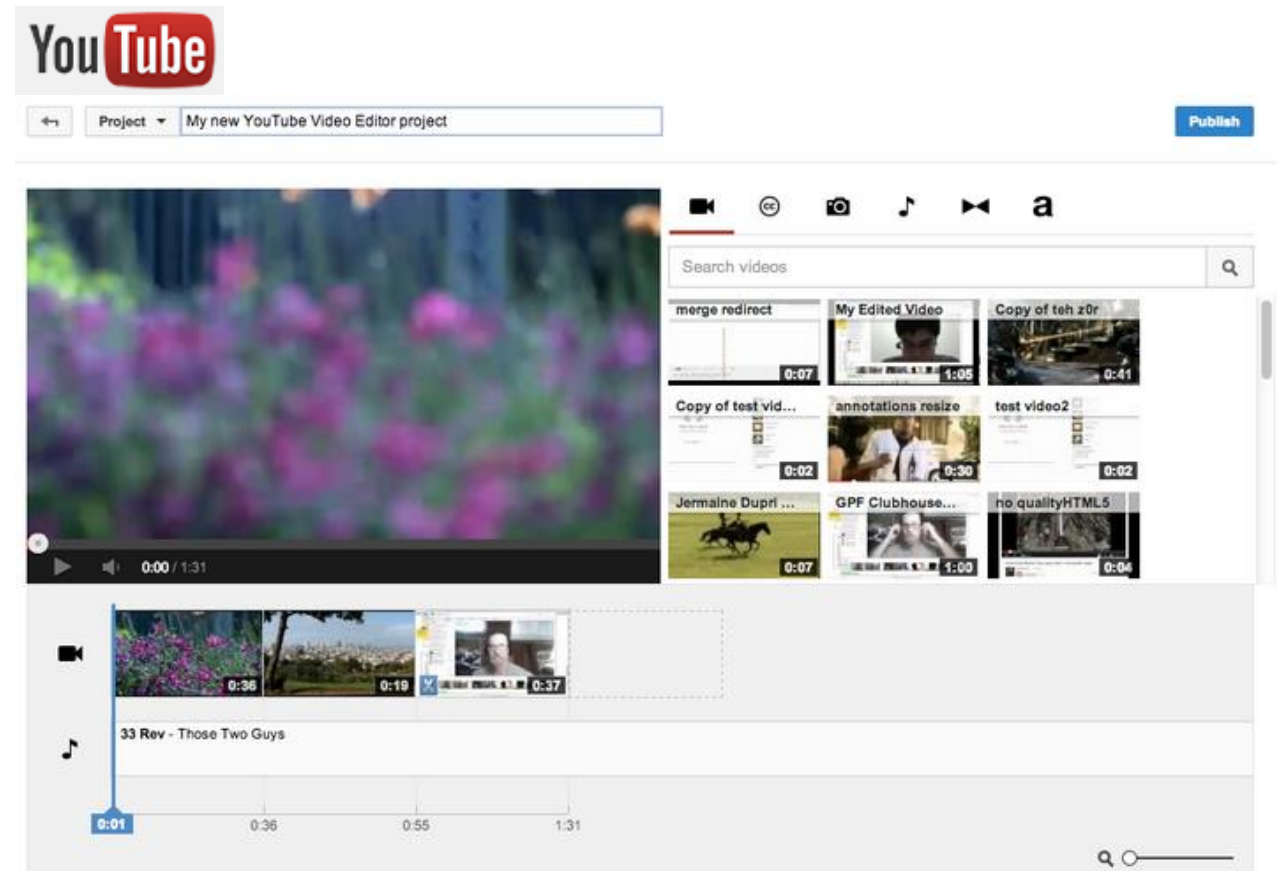 YouTube
Project My new YouTube Video Editor project Publish
cc a
Search videos
merge redirect My Edited Video Copy of teh z0r
0:07 1:05 0:41
Copy of test vid... annotations resize test video2
0:02 0:30 0:02
Jermaine Dupri ... GPF Clubhouse... no qualityHTML5
0:07 1:00 0:04
0:00 / 1:31
0:36 0:19 0:37
33 Rev - Those Two Guys
0:01 0:36 0:55 1:31